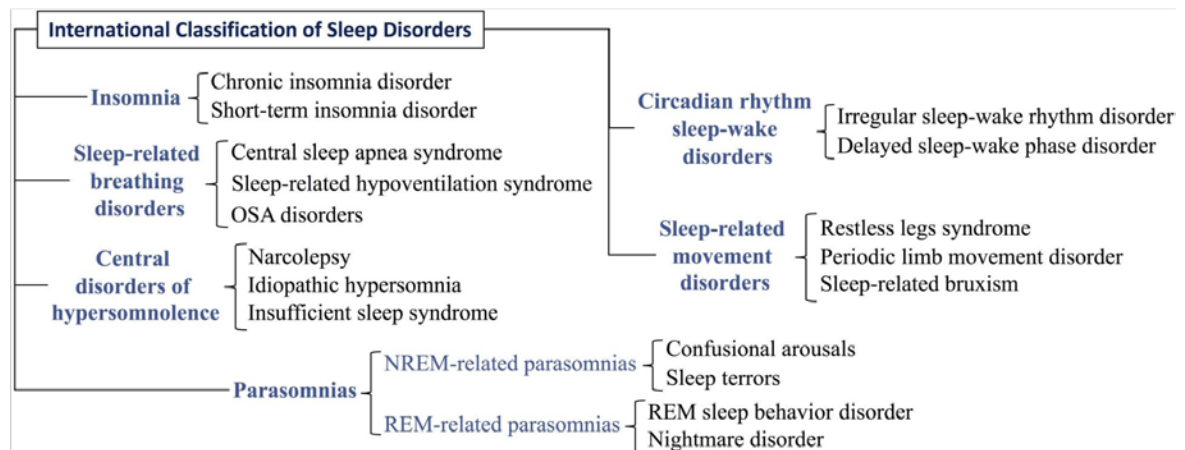 International Classification of Sleep Disorders
Insomnia
Chronic insomnia disorder
Short-term insomnia disorder
Sleep-related
breathing
disorders
Central sleep apnea syndrome
Sleep-related hypoventilation syndrome
OSA disorders
Central
disorders of
hypersomnolence
Narcolepsy
Idiopathic hypersomnia
Insufficient sleep syndrome
Parasomnias
NREM-related parasomnias
Confusional arousals
Sleep terrors
REM-related parasomnias
REM sleep behavior disorder
Nightmare disorder
Circadian rhythm
sleep-wake
disorders
Irregular sleep-wake rhythm disorder
Delayed sleep-wake phase disorder
Sleep-related
movement
disorders
Restless legs syndrome
Periodic limb movement disorder
Sleep-related bruxism